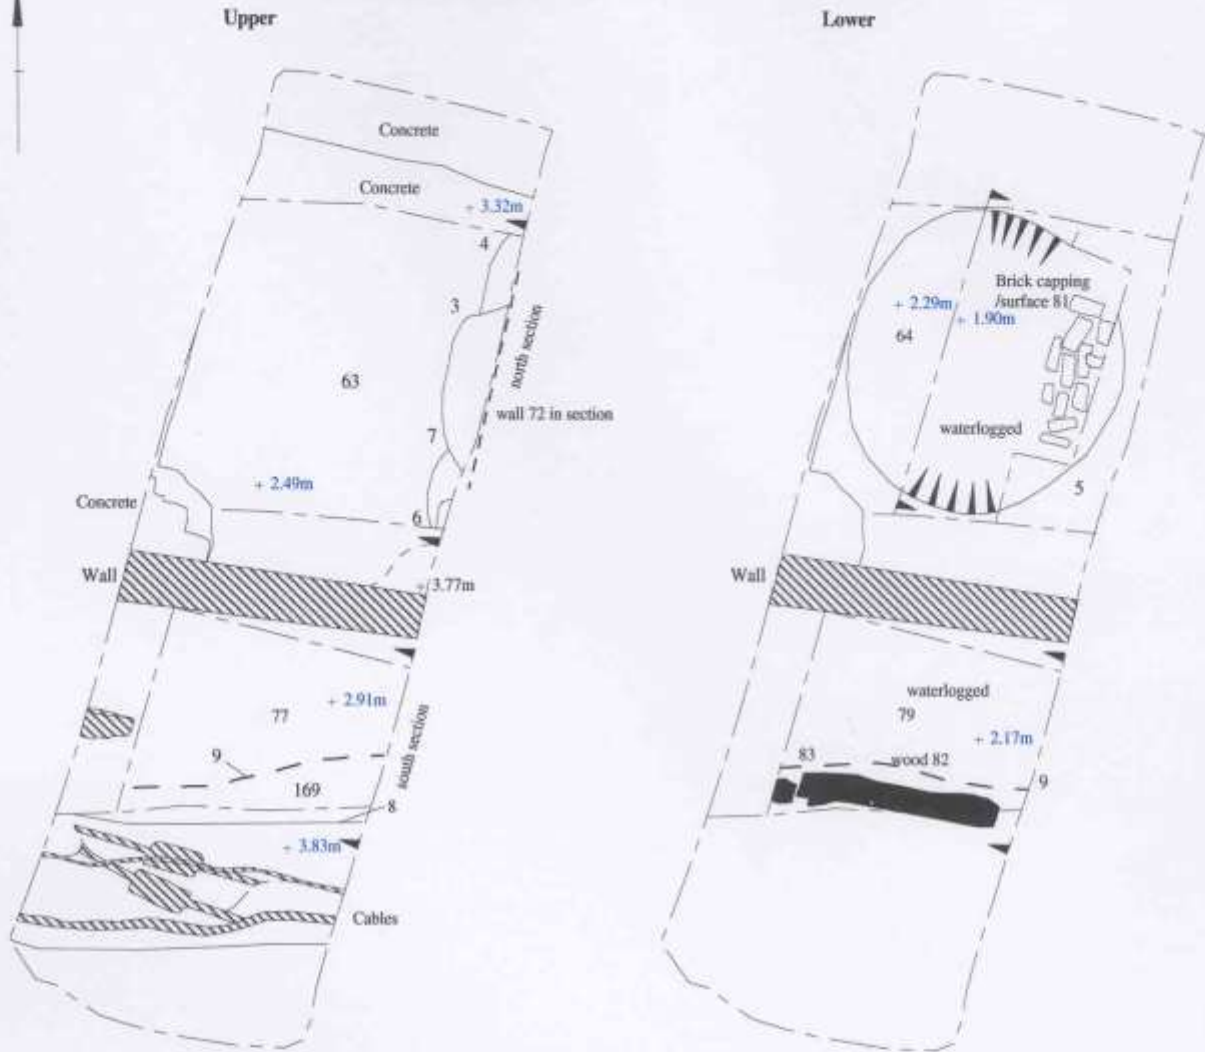 Upper
Concrete
Concrete
+ 3.32m
4
3
north section
63
wall 72 in section
7
+ 2.49m
Concrete
6
Wall
+ 3.77m
+ 2.91m
77
south section
9
169
8
+ 3.83m
Cables
Lower
Brick capping
/surface 81
+ 2.29m
+ 1.90m
64
waterlogged
5
Wall
waterlogged
79
+ 2.17m
83
wood 82
9